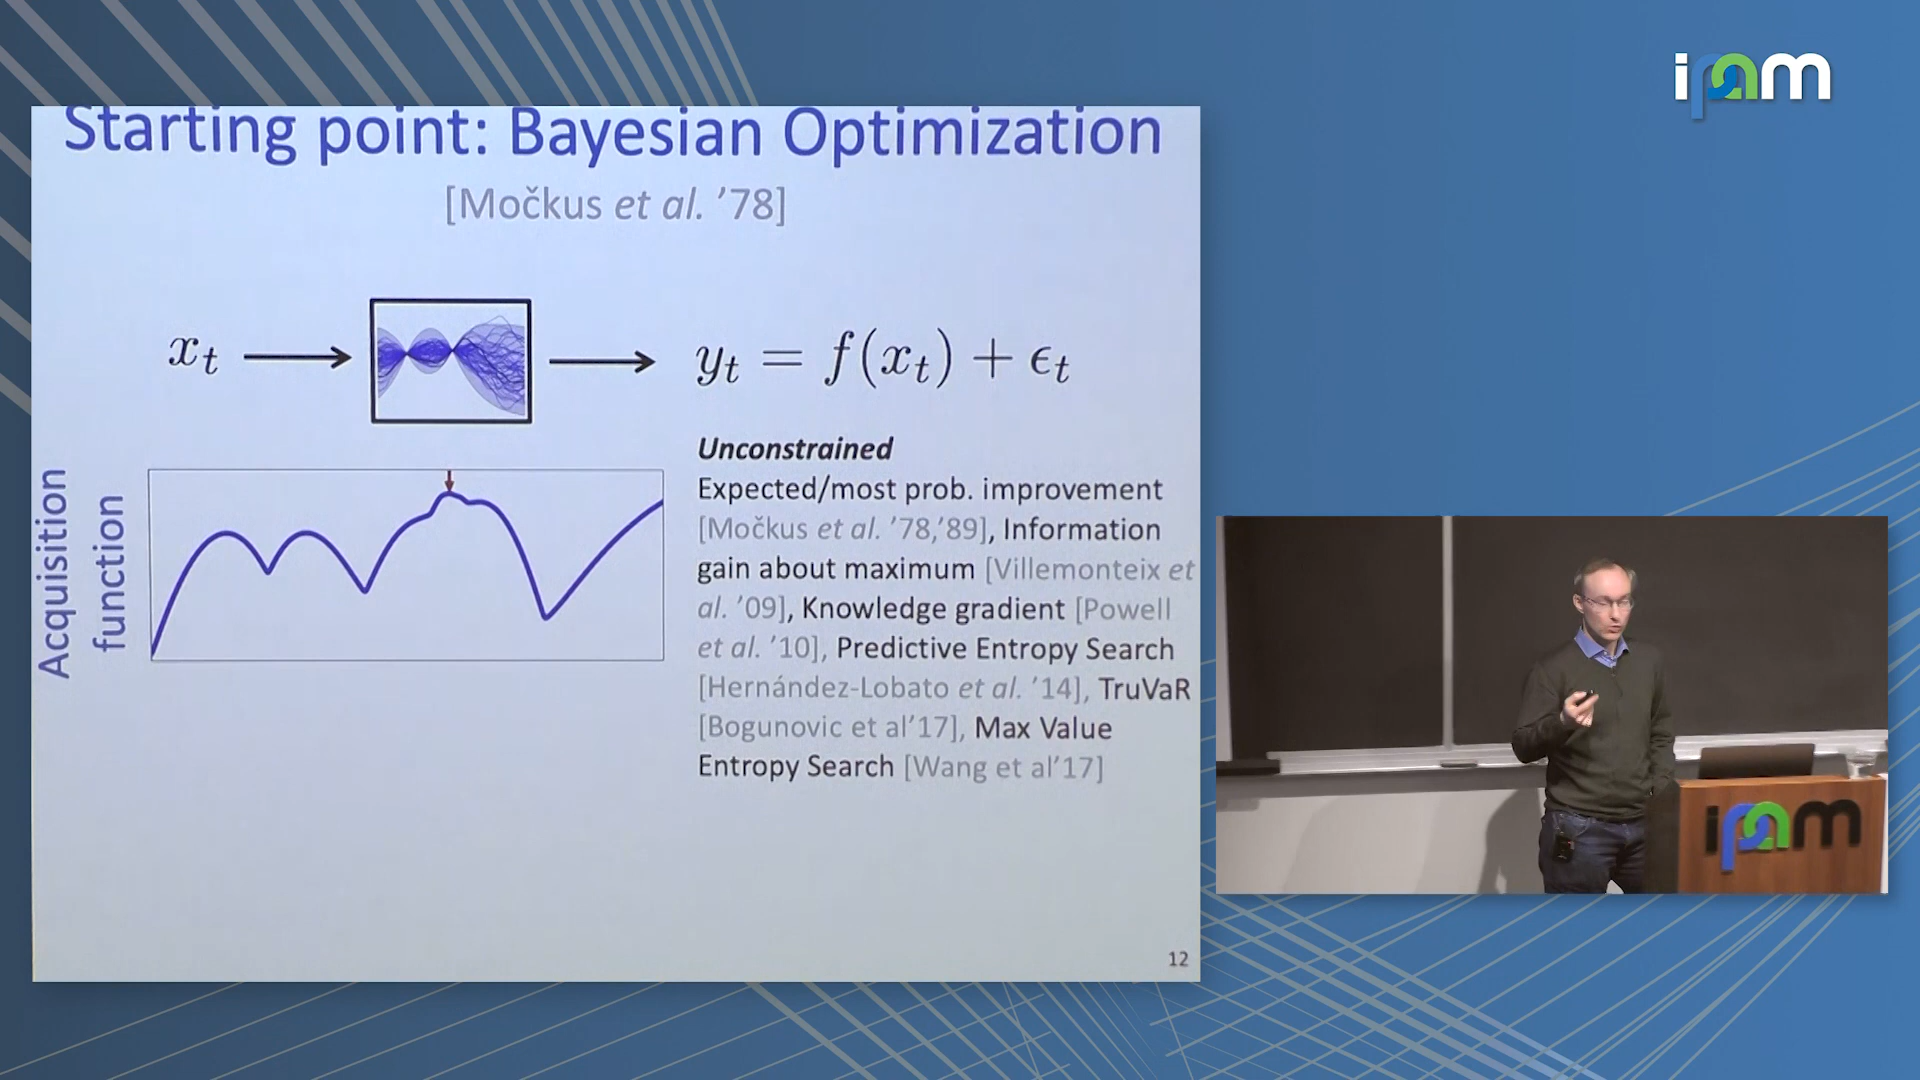 ipam
Starting point: Bayesian Optimization
[Močkus et al. ’78]
x_t
y_t = f(x_t) + ϵ_t
Acquisition
function
Unconstrained
Expected/most prob. improvement
[Močkus et al. ’78,’89], Information
gain about maximum [Villemonteix et
al. ’09], Knowledge gradient [Powell
et al. ’10], Predictive Entropy Search
[Hernández-Lobato et al. ’14], TruVaR
[Bogunovic et al’17], Max Value
Entropy Search [Wang et al’17]
12
ipam